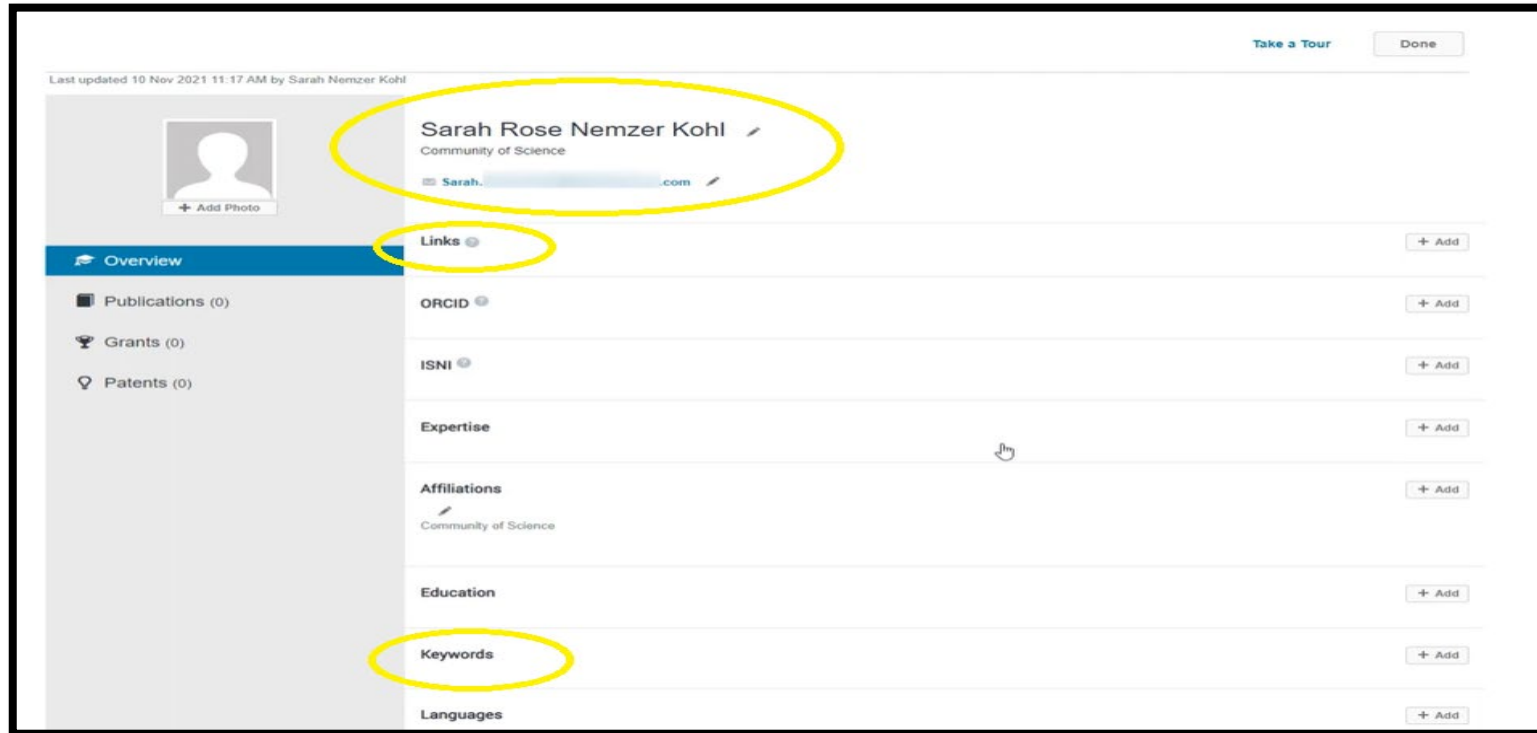 Take a Tour
Done
Last updated 10 Nov 2021 11:17 AM by Sarah Nemzer Kohl
+ Add Photo
Overview
Publications (0)
Grants (0)
Patents (0)
Sarah Rose Nemzer Kohl
Community of Science
Sarah. .com
Links ? + Add
ORCID ? + Add
ISNI ? + Add
Expertise + Add
Affiliations + Add
Community of Science
Education + Add
Keywords + Add
Languages + Add